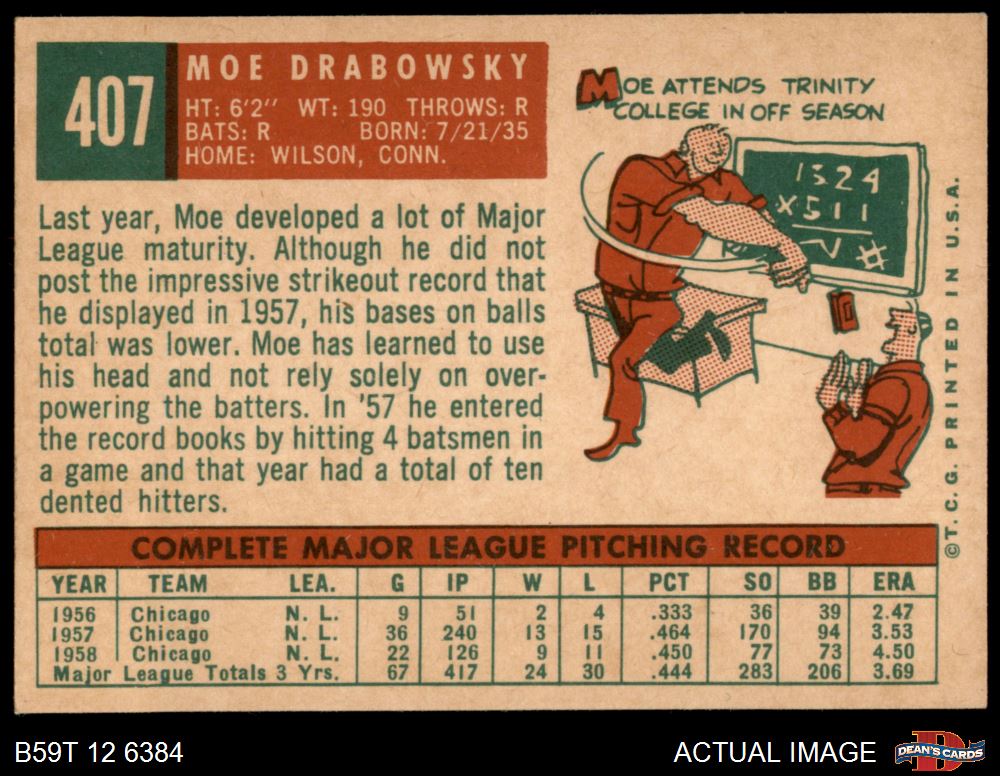 407
MOE DRABOWSKY
HT: 6'2" WT: 190 THROWS: R
BATS: R BORN: 7/21/35
HOME: WILSON, CONN.
Last year, Moe developed a lot of Major
League maturity. Although he did not
post the impressive strikeout record that
he displayed in 1957, his bases on balls
total was lower. Moe has learned to use
his head and not rely solely on over-
powering the batters. In '57 he entered
the record books by hitting 4 batsmen in
a game and that year had a total of ten
dented hitters.
MOE ATTENDS TRINITY
COLLEGE IN OFF SEASON
1324
X511
©T.C.G. PRINTED IN U.S.A.
COMPLETE MAJOR LEAGUE PITCHING RECORD
YEAR TEAM LEA. G IP W L PCT SO BB ERA
1956 Chicago N. L. 9 51 2 4 .333 36 39 2.47
1957 Chicago N. L. 36 240 13 15 .464 170 94 3.53
1958 Chicago N. L. 22 126 9 11 .450 77 73 4.50
Major League Totals 3 Yrs. 67 417 24 30 .444 283 206 3.69
B59T 12 6384
ACTUAL IMAGE
D
DEAN'S CARDS